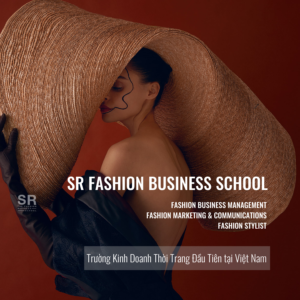 SR FASHION BUSINESS SCHOOL
FASHION BUSINESS MANAGEMENT
FASHION MARKETING & COMMUNICATIONS
FASHION STYLIST
SR
Trường Kinh Doanh Thời Trang Đầu Tiên tại Việt Nam